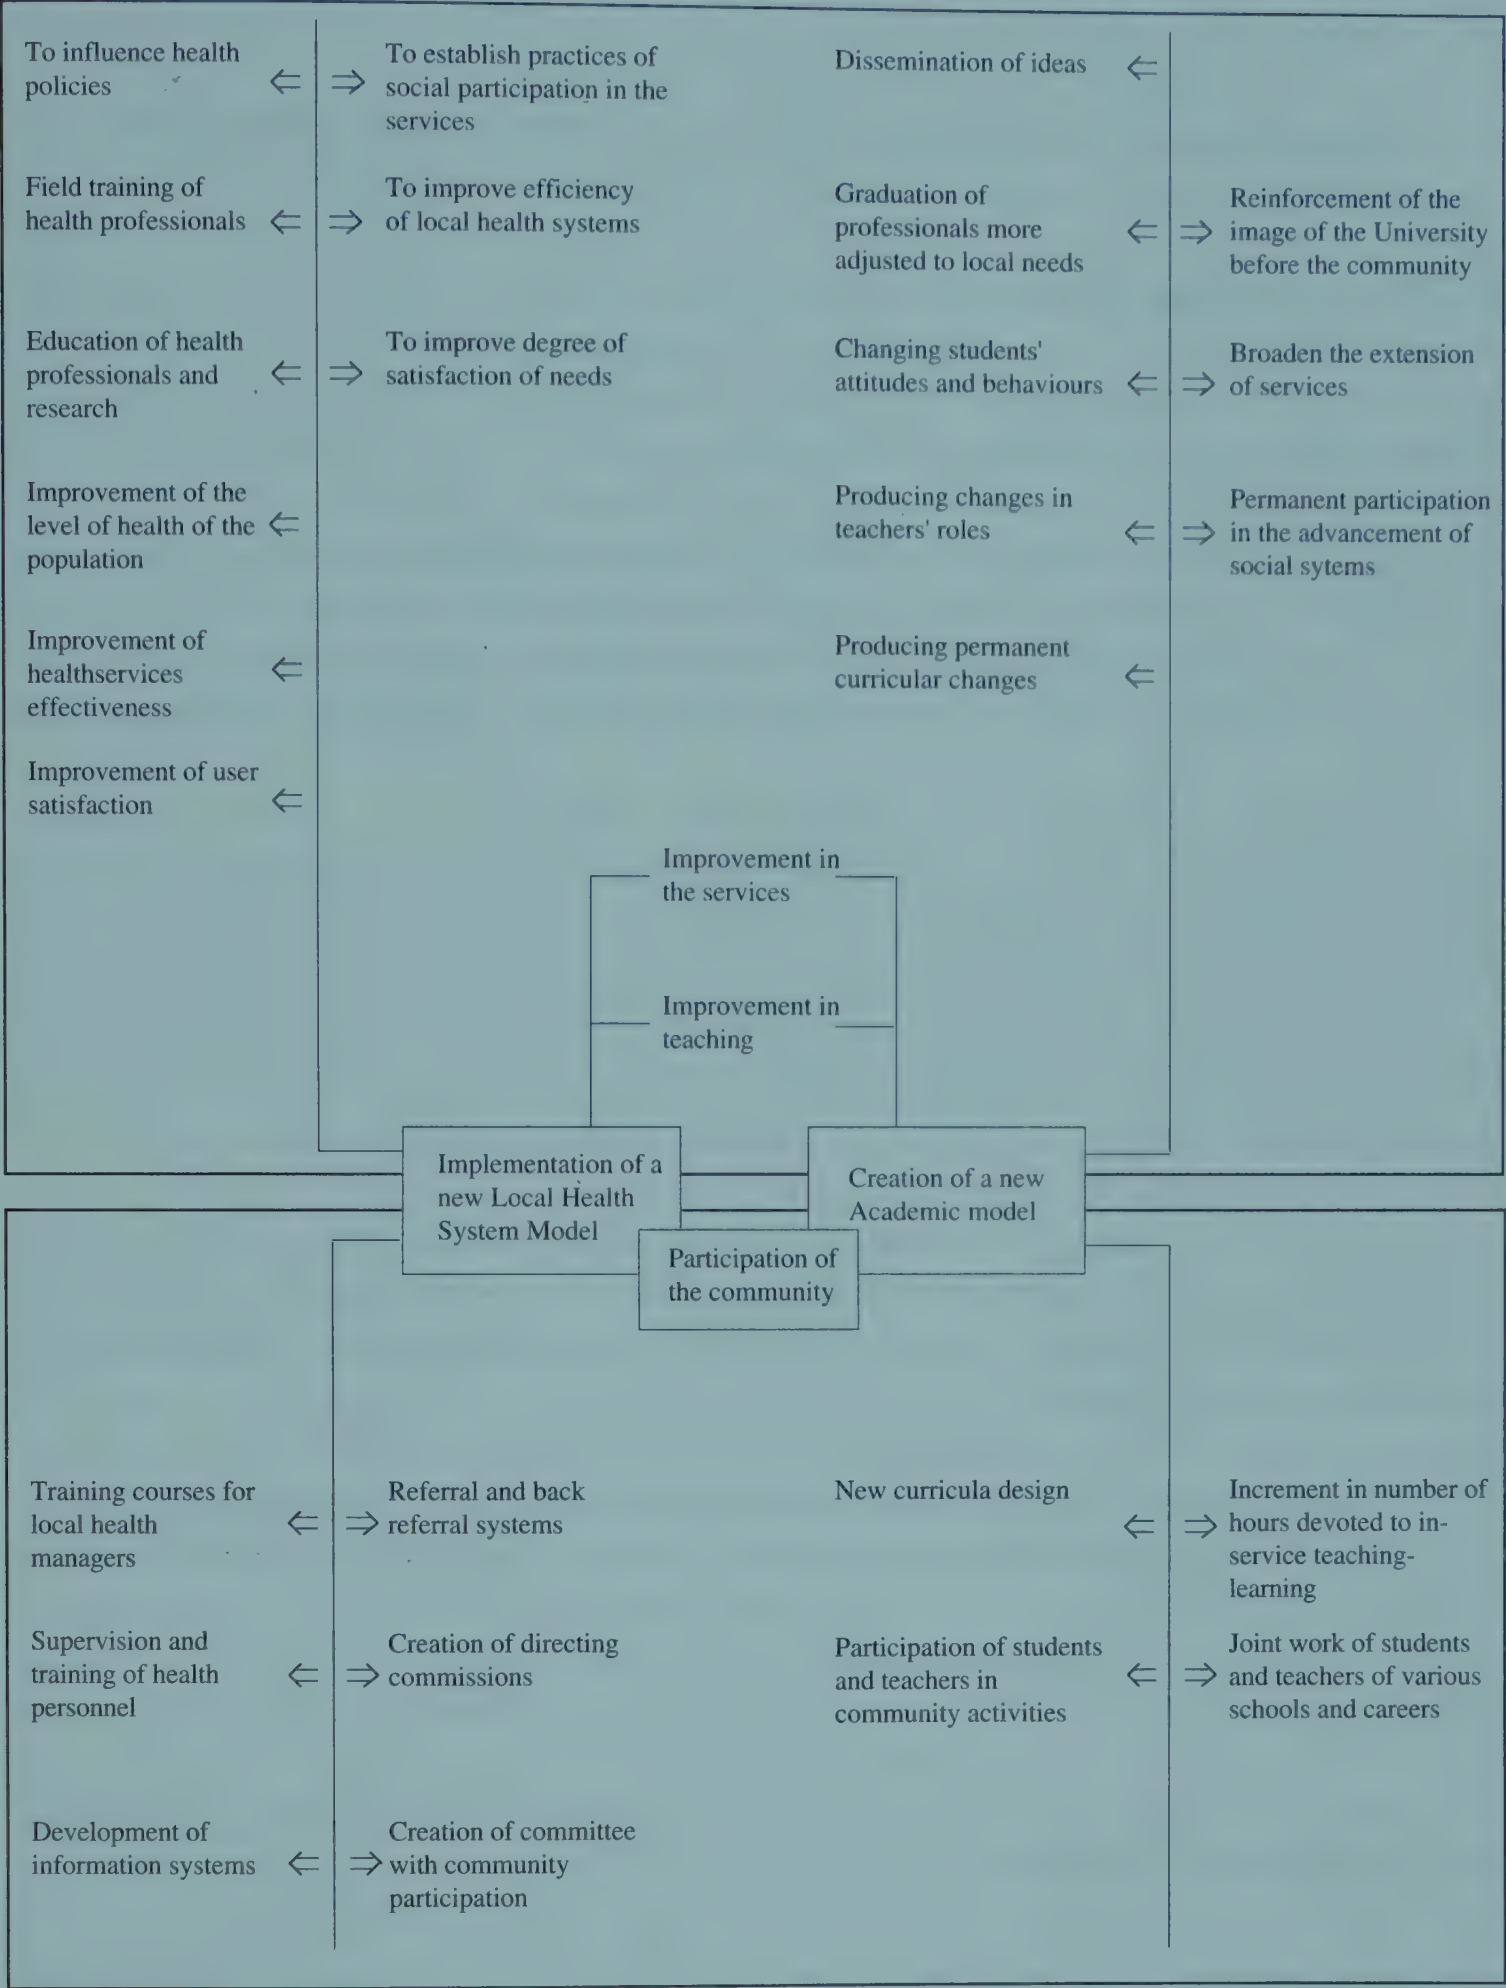 To influence health
policies
To establish practices of
social participation in the
services
Dissemination of ideas
Field training of
health professionals
To improve efficiency
of local health systems
Graduation of
professionals more
adjusted to local needs
Reinforcement of the
image of the University
before the community
Education of health
professionals and
research
To improve degree of
satisfaction of needs
Changing students'
attitudes and behaviours
Broaden the extension
of services
Improvement of the
level of health of the
population
Producing changes in
teachers' roles
Permanent participation
in the advancement of
social sytems
Improvement of
healthservices
effectiveness
Producing permanent
curricular changes
Improvement of user
satisfaction
Improvement in
the services
Improvement in
teaching
Implementation of a
new Local Health
System Model
Creation of a new
Academic model
Participation of
the community
Training courses for
local health
managers
Referral and back
referral systems
New curricula design
Increment in number of
hours devoted to in-
service teaching-
learning
Supervision and
training of health
personnel
Creation of directing
commissions
Participation of students
and teachers in
community activities
Joint work of students
and teachers of various
schools and careers
Development of
information systems
Creation of committee
with community
participation